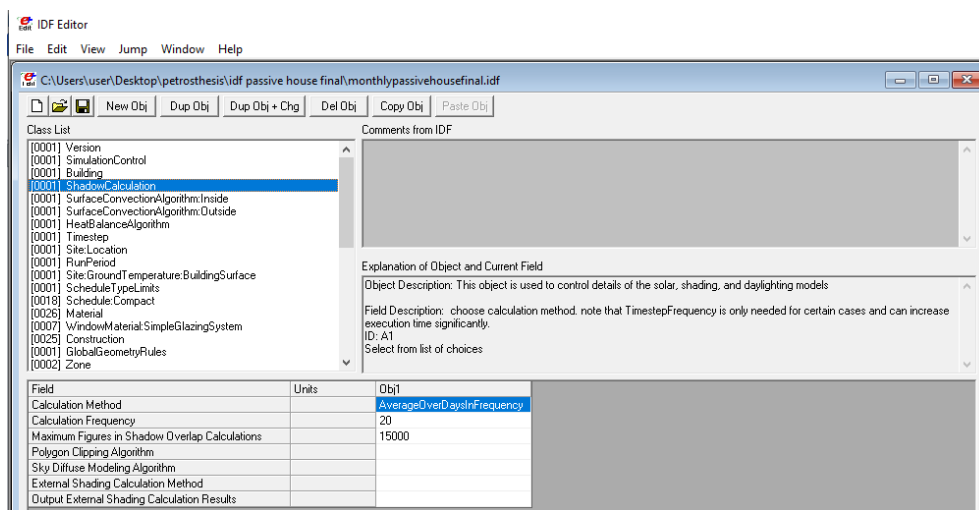 IDF Editor
File Edit View Jump Window Help
C:\Users\user\Desktop\petrosthesis\idf passive house final\monthlypassivehousefinal.idf
New Obj Dup Obj Dup Obj + Chg Del Obj Copy Obj Paste Obj
Class List
[0001] Version
[0001] SimulationControl
[0001] Building
[0001] ShadowCalculation
[0001] SurfaceConvectionAlgorithm:Inside
[0001] SurfaceConvectionAlgorithm:Outside
[0001] HeatBalanceAlgorithm
[0001] Timestep
[0001] Site:Location
[0001] RunPeriod
[0001] Site:GroundTemperature:BuildingSurface
[0001] ScheduleTypeLimits
[0018] Schedule:Compact
[0026] Material
[0007] WindowMaterial:SimpleGlazingSystem
[0025] Construction
[0001] GlobalGeometryRules
[0002] Zone
Comments from IDF
Explanation of Object and Current Field
Object Description: This object is used to control details of the solar, shading, and daylighting models
Field Description: choose calculation method. note that TimestepFrequency is only needed for certain cases and can increase
execution time significantly.
ID: A1
Select from list of choices
Field Units Obj1
Calculation Method AverageOverDaysInFrequency
Calculation Frequency 20
Maximum Figures in Shadow Overlap Calculations 15000
Polygon Clipping Algorithm
Sky Diffuse Modeling Algorithm
External Shading Calculation Method
Output External Shading Calculation Results